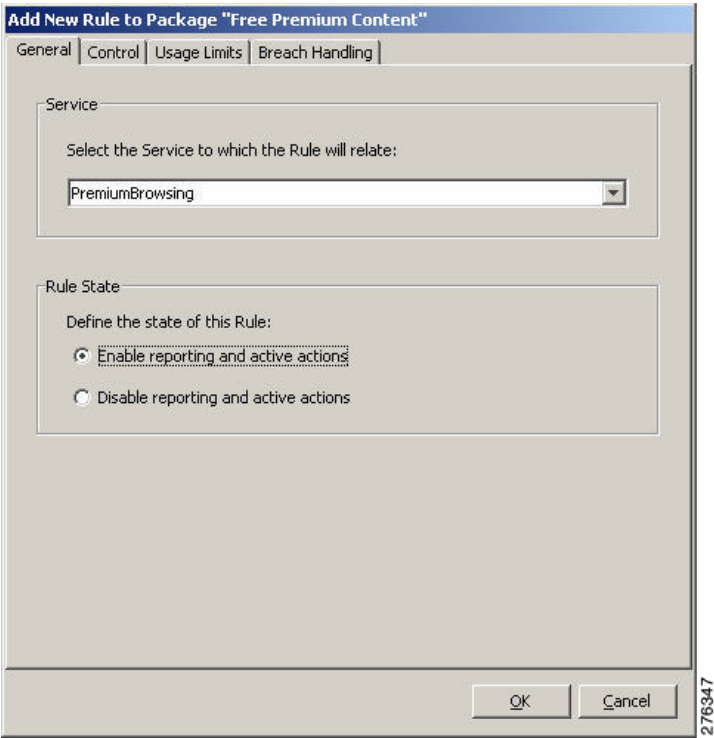 Add New Rule to Package "Free Premium Content"
General Control Usage Limits Breach Handling
Service
Select the Service to which the Rule will relate:
PremiumBrowsing
Rule State
Define the state of this Rule:
Enable reporting and active actions
Disable reporting and active actions
OK Cancel
276347